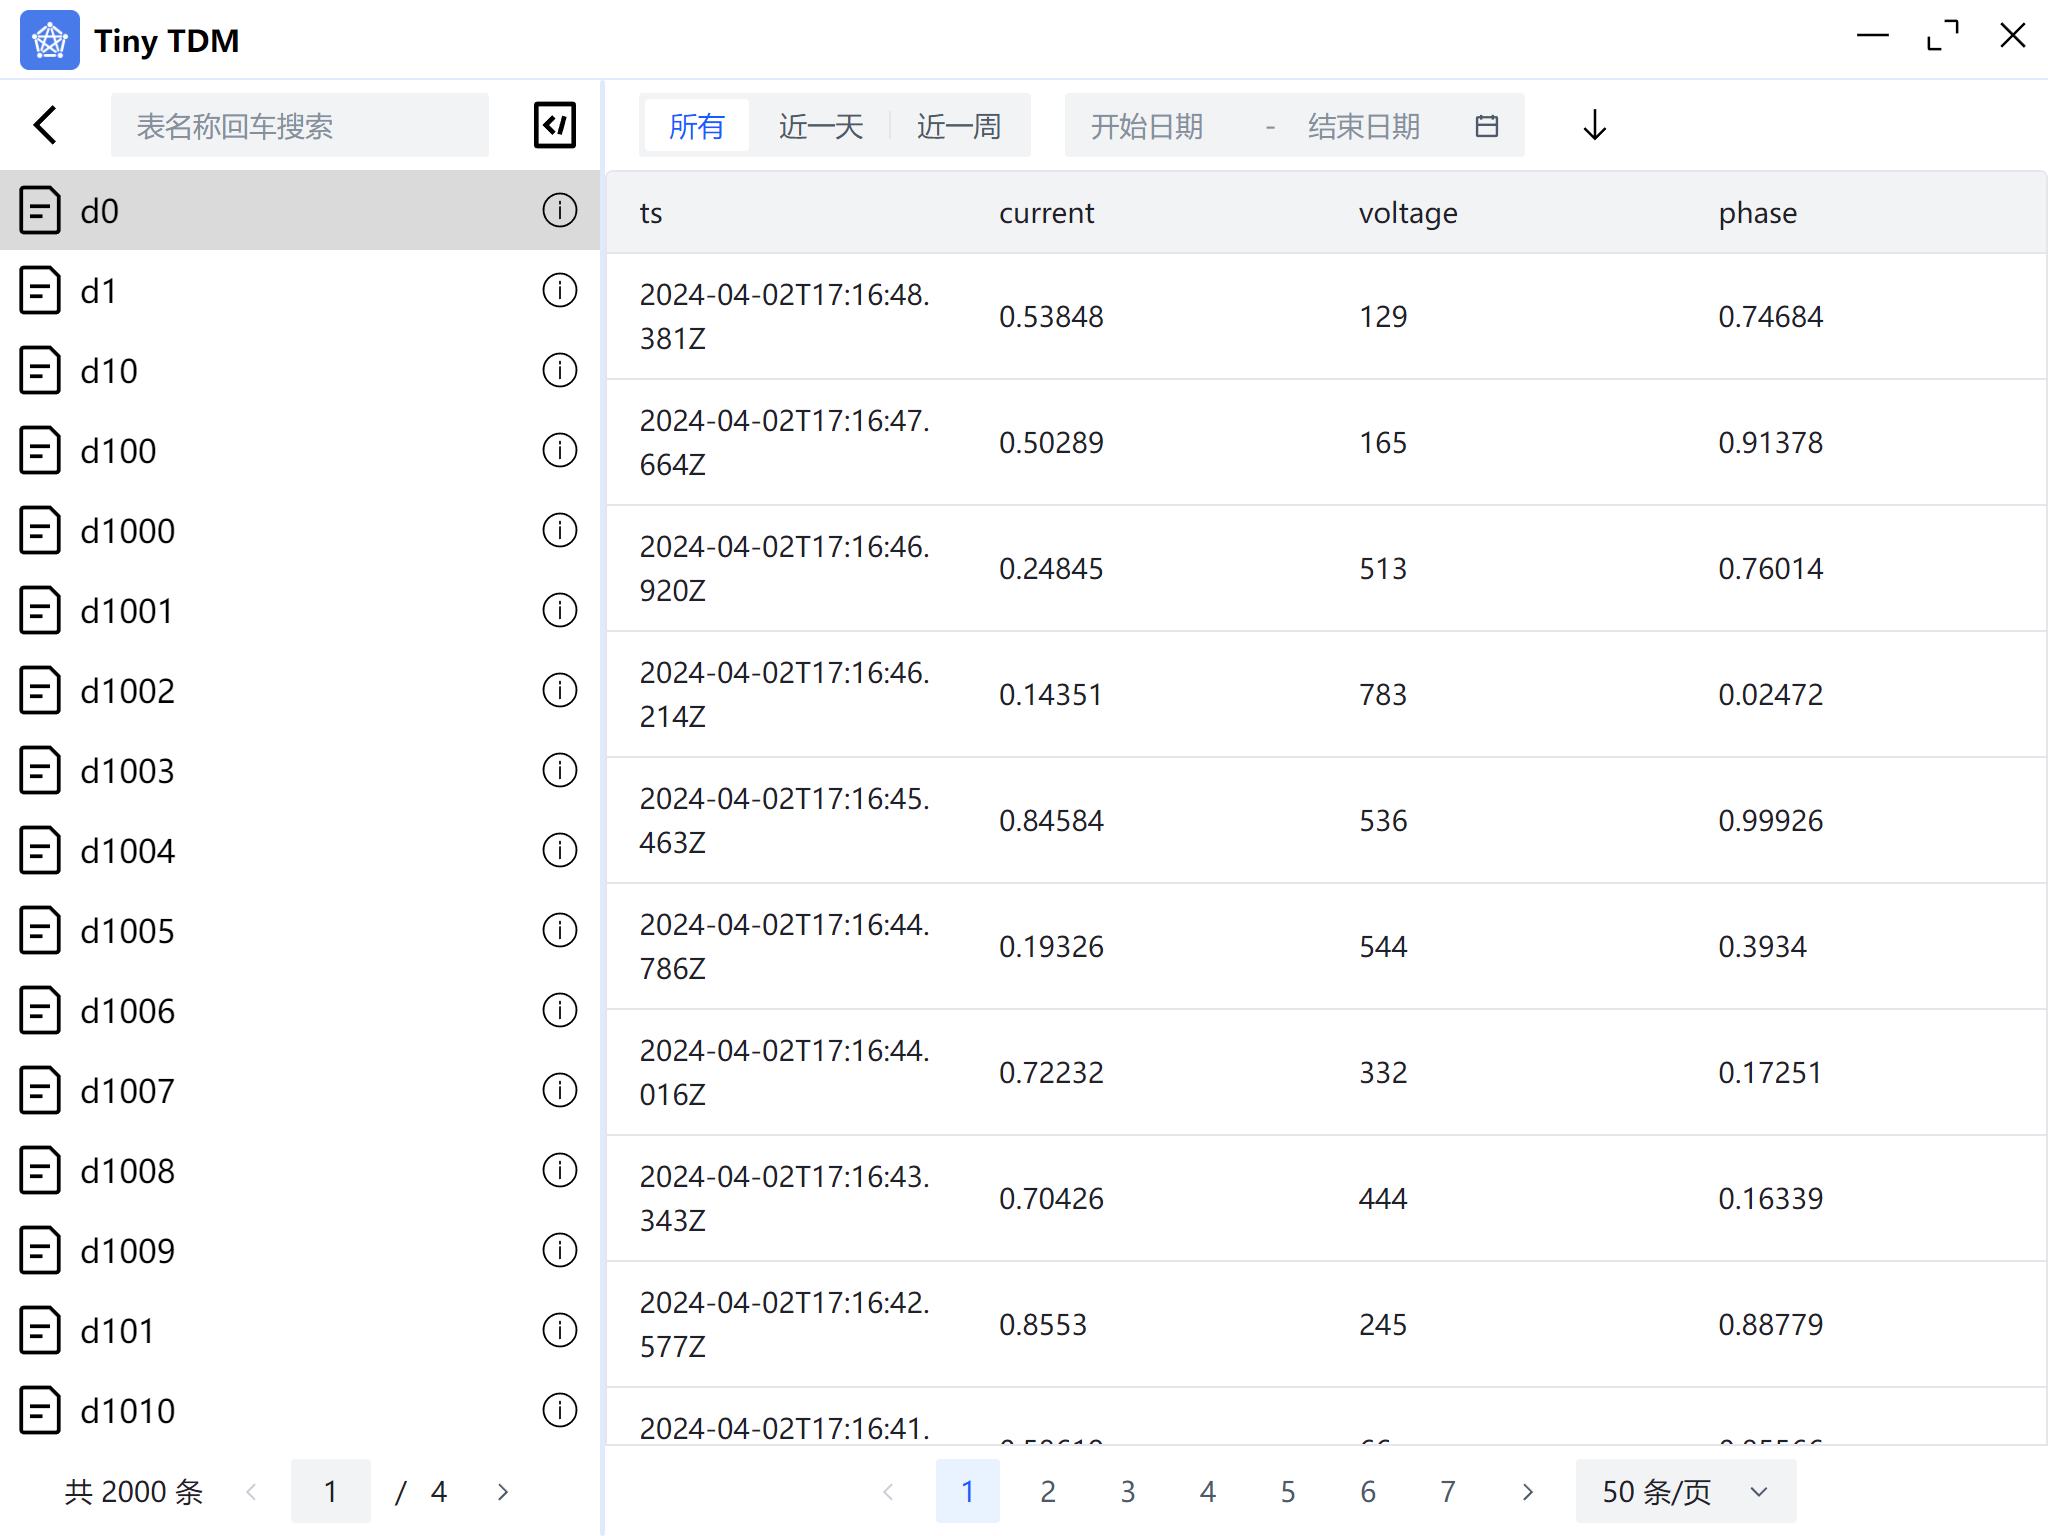 Tiny TDM
表名称回车搜索
所有 近一天 近一周 开始日期 - 结束日期
d0
d1
d10
d100
d1000
d1001
d1002
d1003
d1004
d1005
d1006
d1007
d1008
d1009
d101
d1010
共 2000 条 1 / 4
ts current voltage phase
2024-04-02T17:16:48.
381Z 0.53848 129 0.74684
2024-04-02T17:16:47.
664Z 0.50289 165 0.91378
2024-04-02T17:16:46.
920Z 0.24845 513 0.76014
2024-04-02T17:16:46.
214Z 0.14351 783 0.02472
2024-04-02T17:16:45.
463Z 0.84584 536 0.99926
2024-04-02T17:16:44.
786Z 0.19326 544 0.3934
2024-04-02T17:16:44.
016Z 0.72232 332 0.17251
2024-04-02T17:16:43.
343Z 0.70426 444 0.16339
2024-04-02T17:16:42.
577Z 0.8553 245 0.88779
2024-04-02T17:16:41.
1 2 3 4 5 6 7 50 条/页